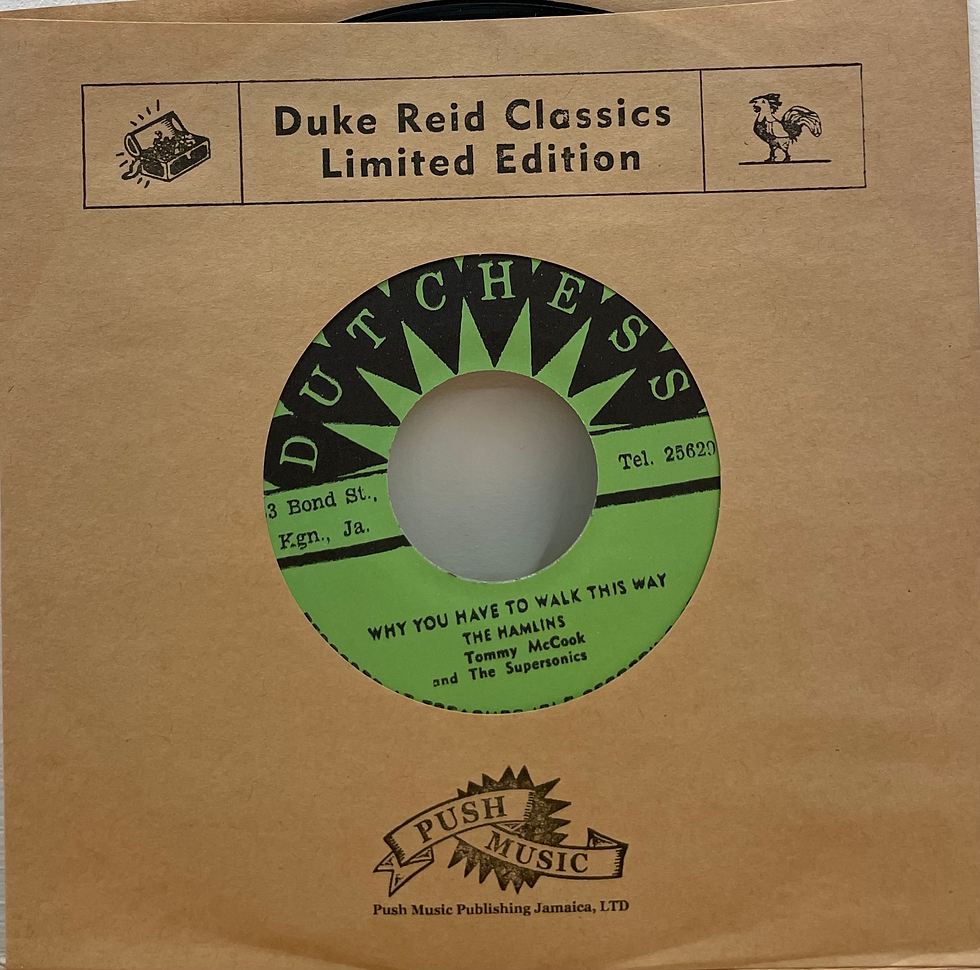 Duke Reid Classics
Limited Edition
DUTCHESS
Tel. 25629
3 Bond St.,
Kgn., Ja.
WHY YOU HAVE TO WALK THIS WAY
THE HAMLINS
Tommy McCook
and The Supersonics
PUSH
MUSIC
Push Music Publishing Jamaica, LTD